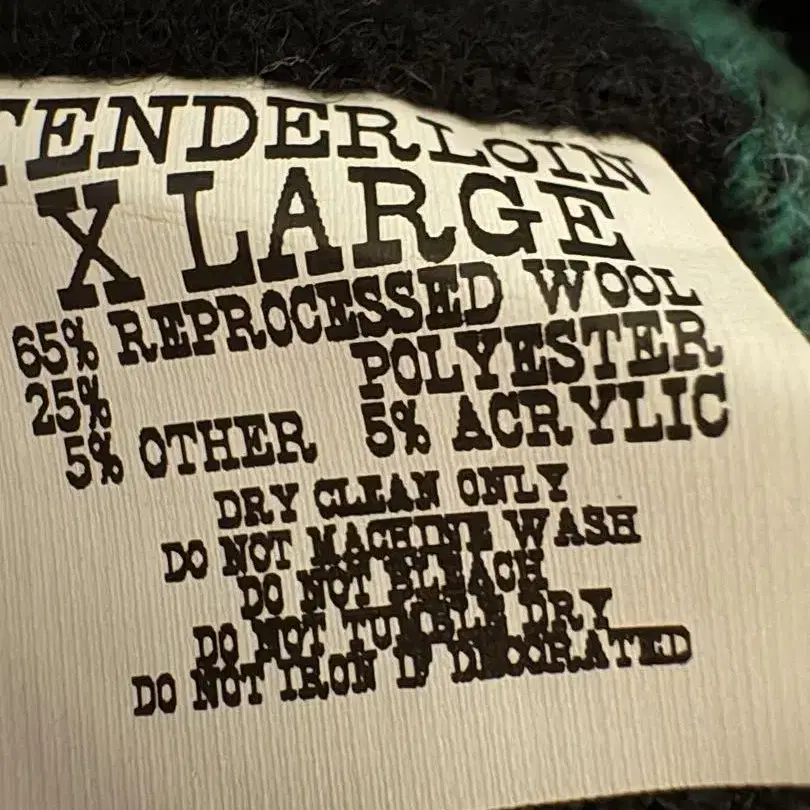 TENDERLOIN
X LARGE
65% REPROCESSED WOOL
25% POLYESTER
5% OTHER 5% ACRYLIC
DRY CLEAN ONLY
DO NOT MACHINE WASH
DO NOT BLEACH
DO NOT TUMBLE DRY
DO NOT IRON IF DECORATED